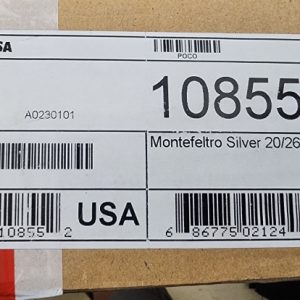 SA
POCO
A0230101
10855
Montefeltro Silver 20/26
USA
10855 2
6 86775 02124